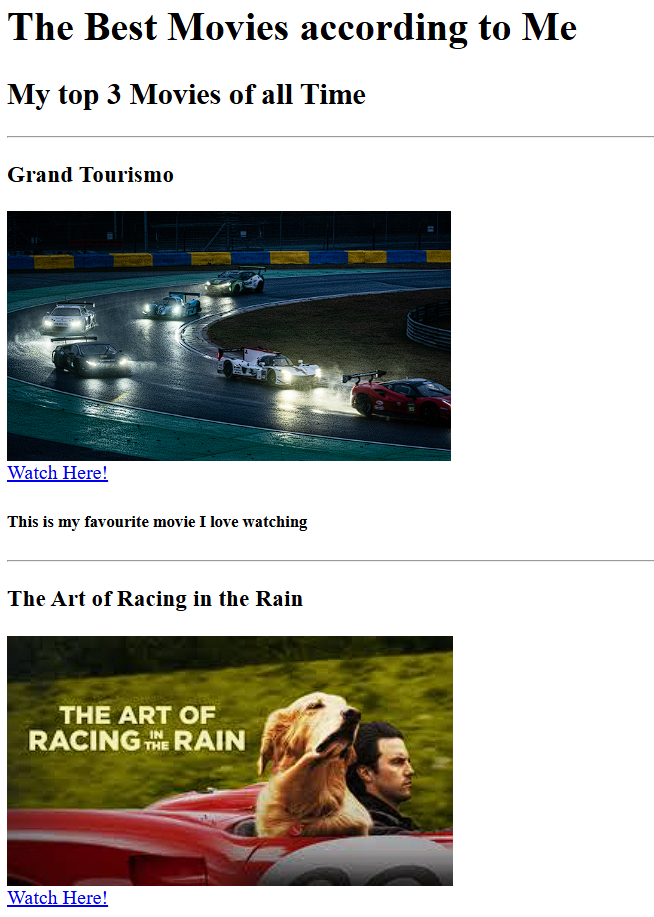 The Best Movies according to Me
My top 3 Movies of all Time
Grand Tourismo
Watch Here!
This is my favourite movie I love watching
The Art of Racing in the Rain
THE ART OF
RACING IN THE RAIN
Watch Here!